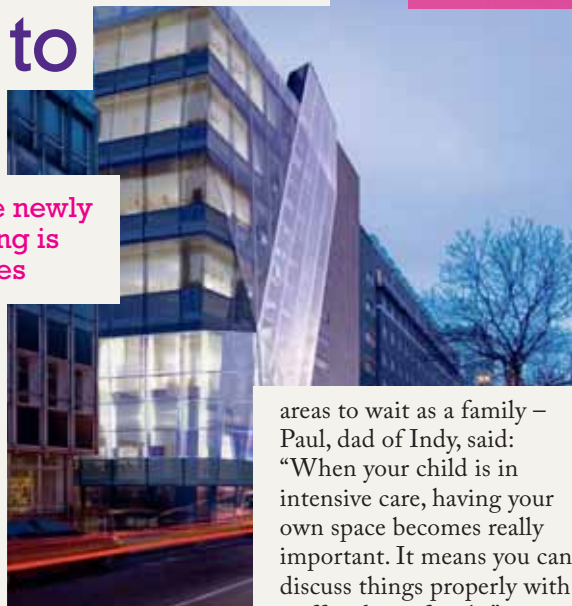 to
e newly
ng is
es
areas to wait as a family –
Paul, dad of Indy, said:
“When your child is in
intensive care, having your
own space becomes really
important. It means you can
discuss things properly with